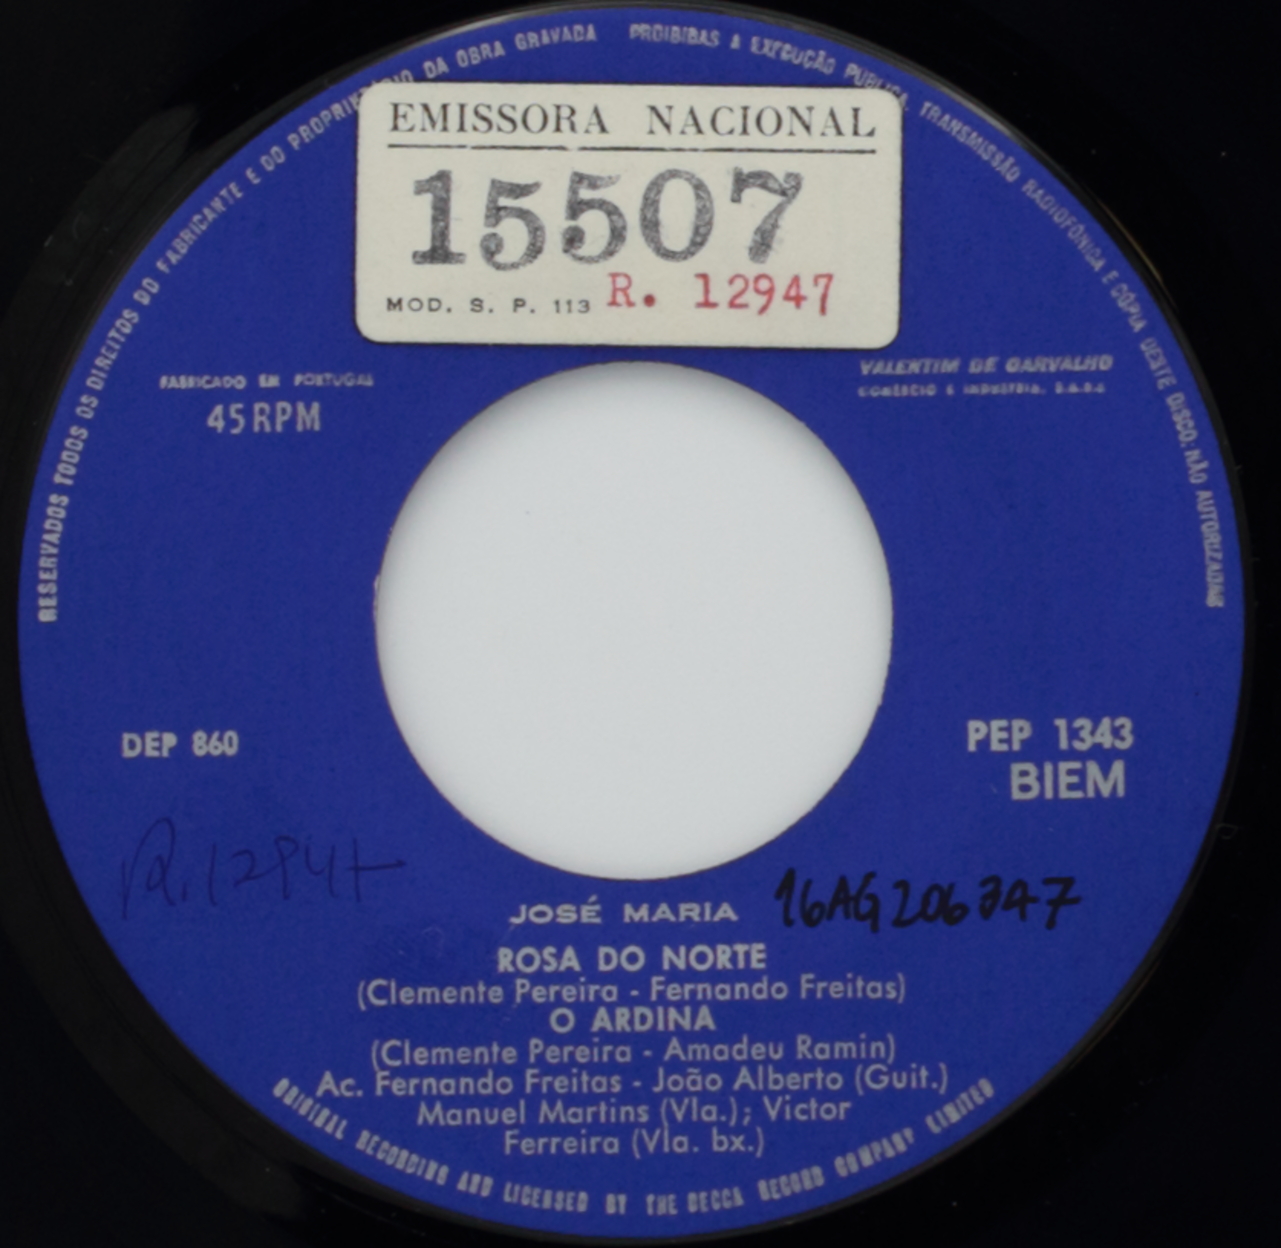 RESERVADOS TODOS OS DIREITOS DO FABRICANTE E DO PROPRIETÁRIO DA OBRA GRAVADA PROIBIDAS A EXECUÇÃO PUBLICA, TRANSMISSÃO RADIOFÓNICA E CÓPIA DESTE DISCO, NÃO AUTORIZADAS
EMISSORA NACIONAL
15507
MOD. S. P. 113 R. 12947
FABRICADO EM PORTUGAL
45 RPM
VALENTIM DE CARVALHO
COMÉRCIO E INDUSTRIA, S.A.R.L
DEP 860
PEP 1343
BIEM
R. 12947
16AG206347
JOSÉ MARIA
ROSA DO NORTE
(Clemente Pereira - Fernando Freitas)
O ARDINA
(Clemente Pereira - Amadeu Ramin)
Ac. Fernando Freitas - João Alberto (Guit.)
Manuel Martins (Vla.); Victor
Ferreira (Vla. bx.)
ORIGINAL RECORDING AND LICENSED BY THE DECCA RECORD COMPANY LIMITED